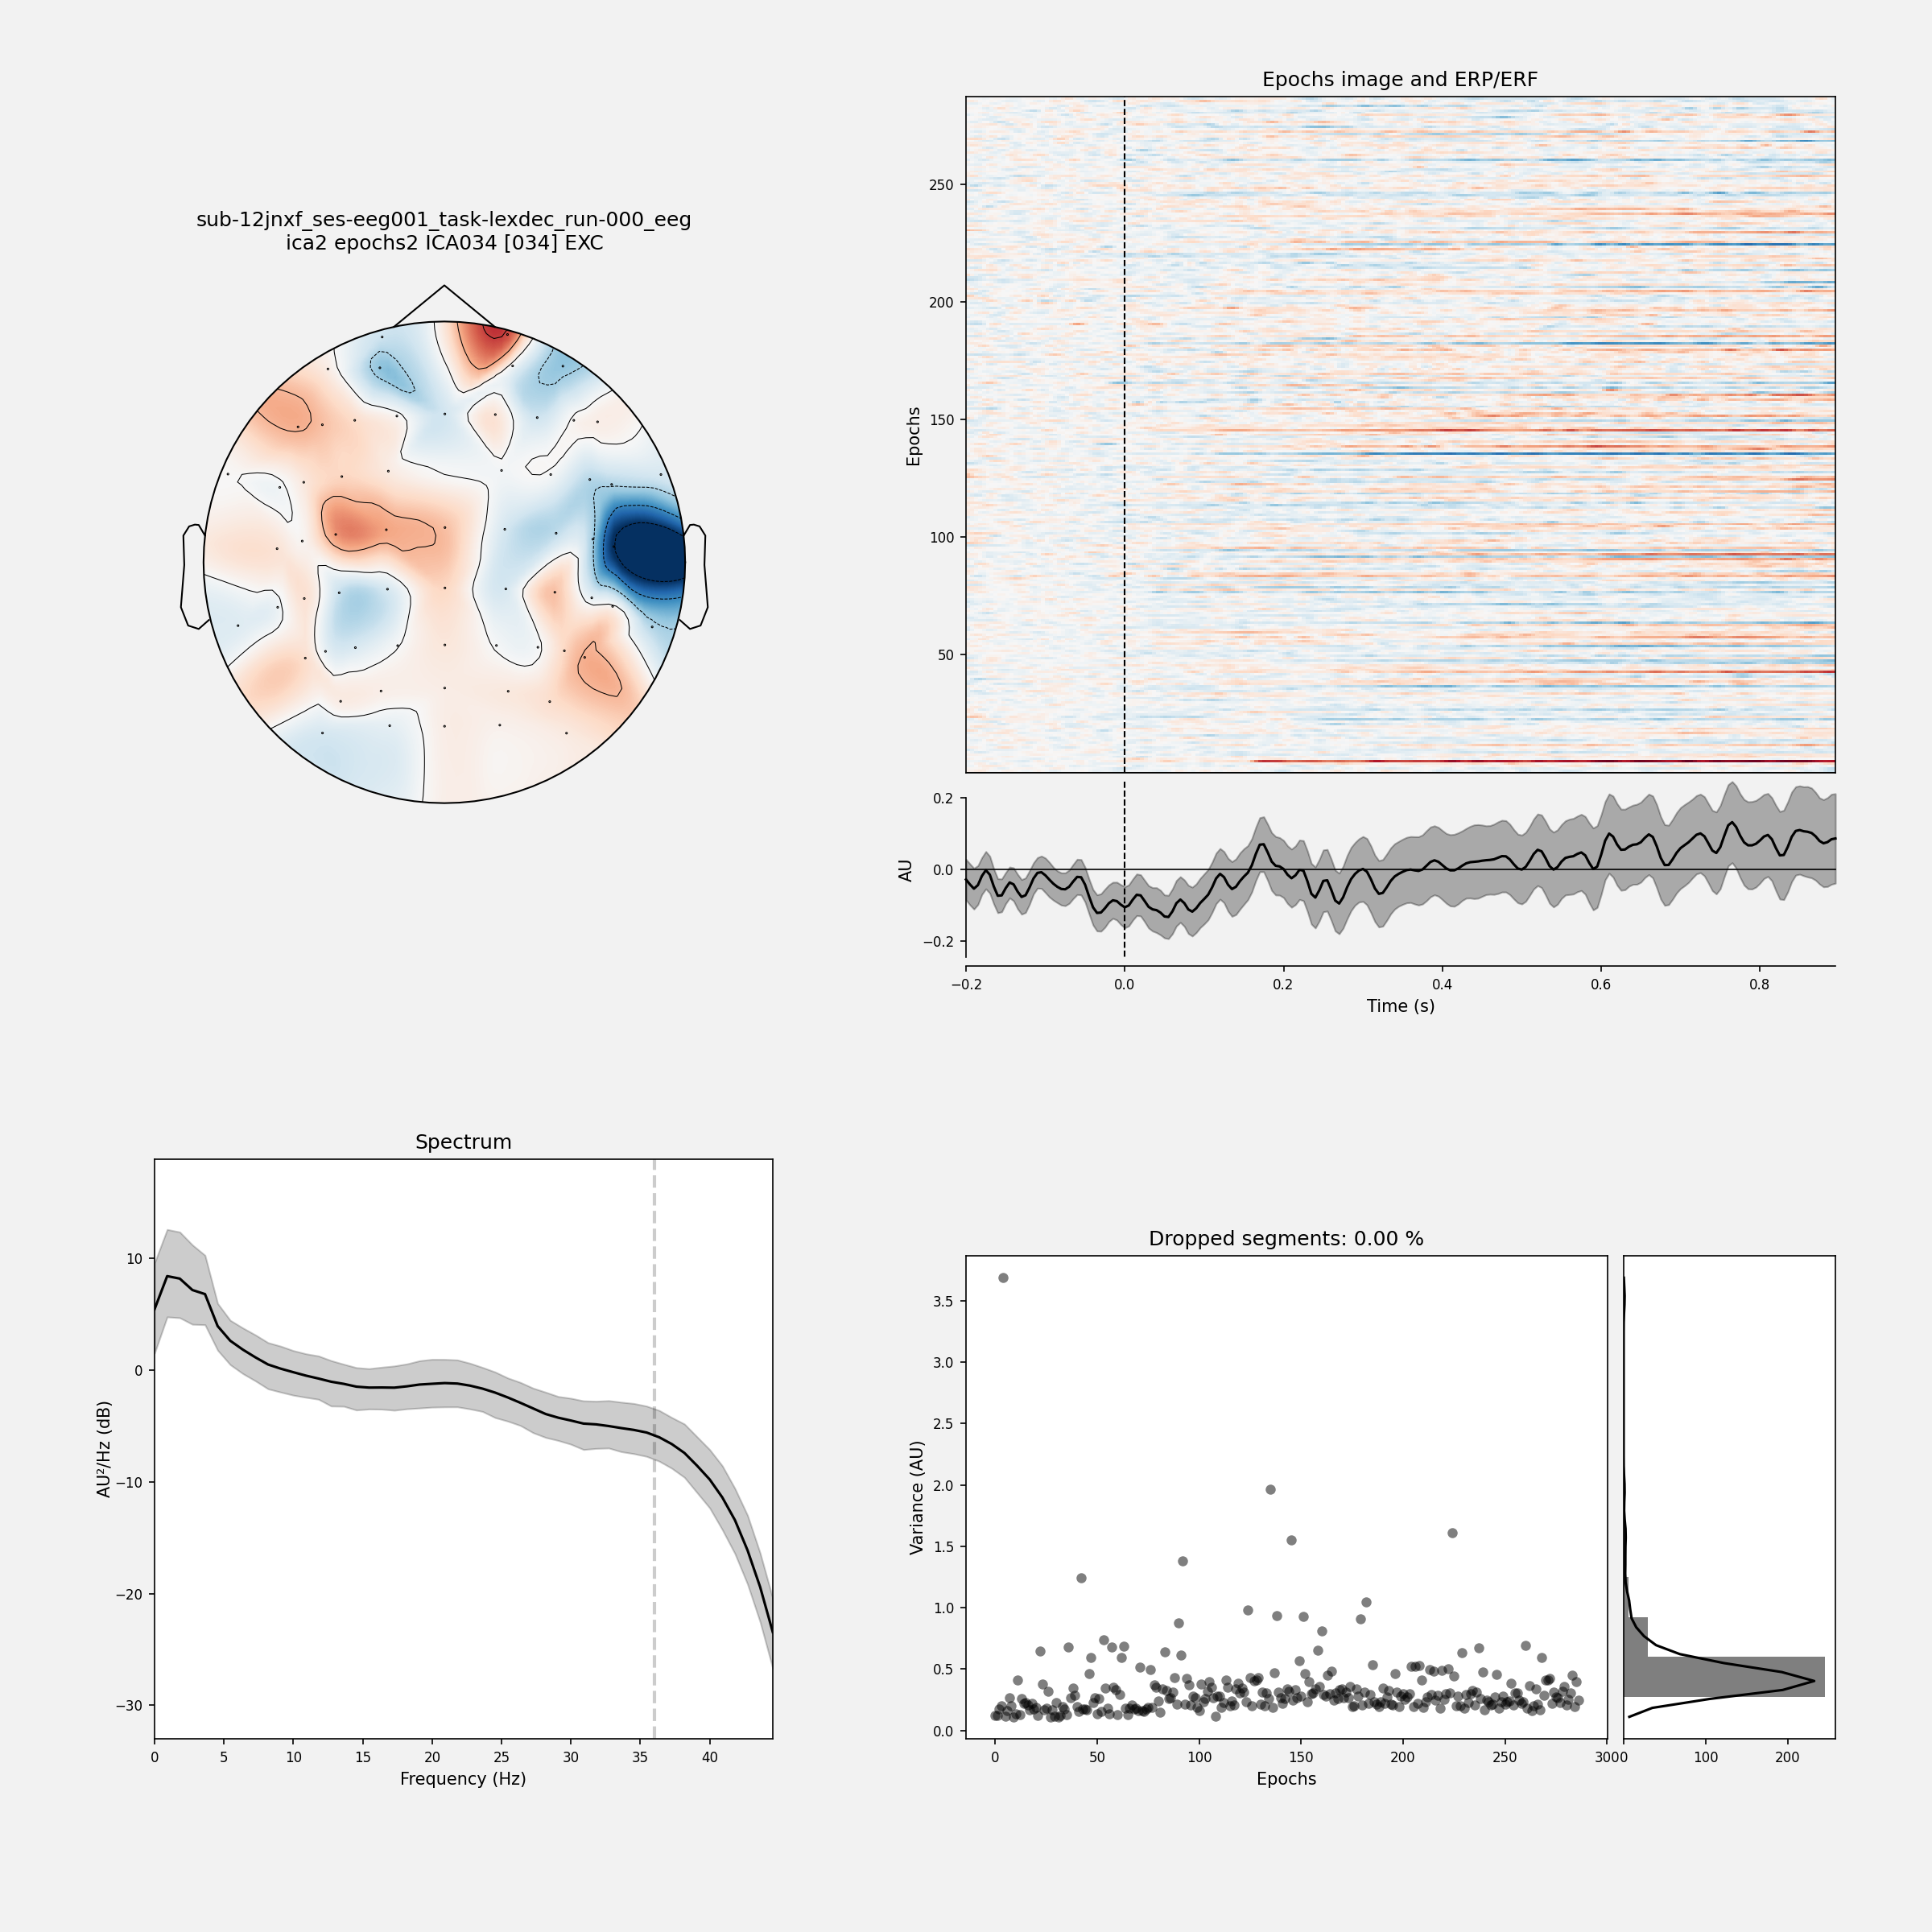 sub-12jnxf_ses-eeg001_task-lexdec_run-000_eeg
ica2 epochs2 ICA034 [034] EXC
Epochs image and ERP/ERF
Epochs
250
200
150
100
50
AU
0.2
0.0
−0.2
−0.2 0.0 0.2 0.4 0.6 0.8
Time (s)
Spectrum
AU²/Hz (dB)
10
0
−10
−20
−30
0 5 10 15 20 25 30 35 40
Frequency (Hz)
Dropped segments: 0.00 %
Variance (AU)
3.5
3.0
2.5
2.0
1.5
1.0
0.5
0.0
0 50 100 150 200 250 300
Epochs
0 100 200